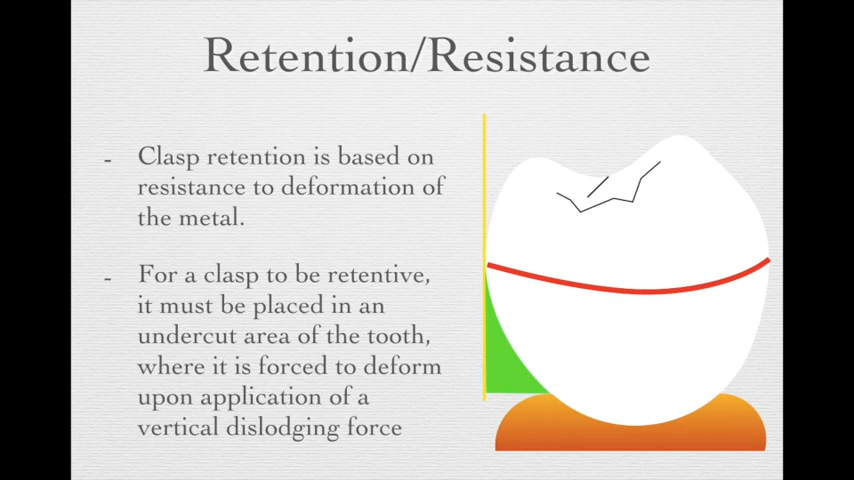 Retention/Resistance
- Clasp retention is based on
resistance to deformation of
the metal.
- For a clasp to be retentive,
it must be placed in an
undercut area of the tooth,
where it is forced to deform
upon application of a
vertical dislodging force